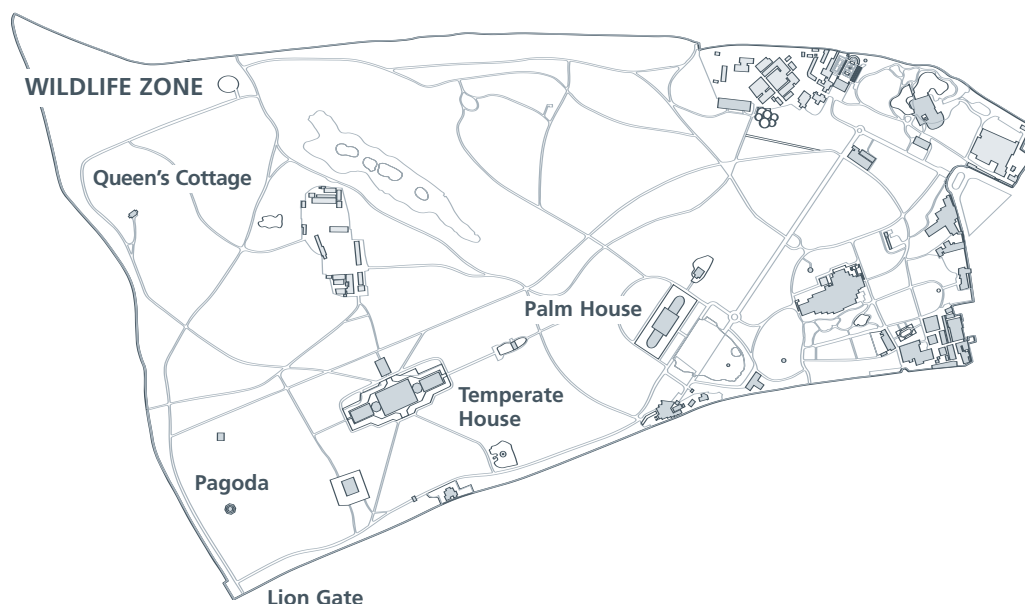 WILDLIFE ZONE
Queen's Cottage
Palm House
Temperate
House
Pagoda
Lion Gate